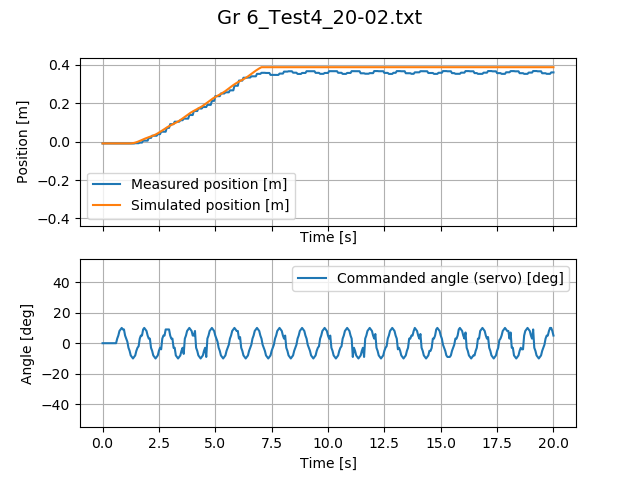 Gr 6_Test4_20-02.txt
0.4
0.2
0.0
−0.2
−0.4
Position [m]
Measured position [m]
Simulated position [m]
Time [s]
40
20
0
−20
−40
Angle [deg]
Commanded angle (servo) [deg]
0.0 2.5 5.0 7.5 10.0 12.5 15.0 17.5 20.0
Time [s]